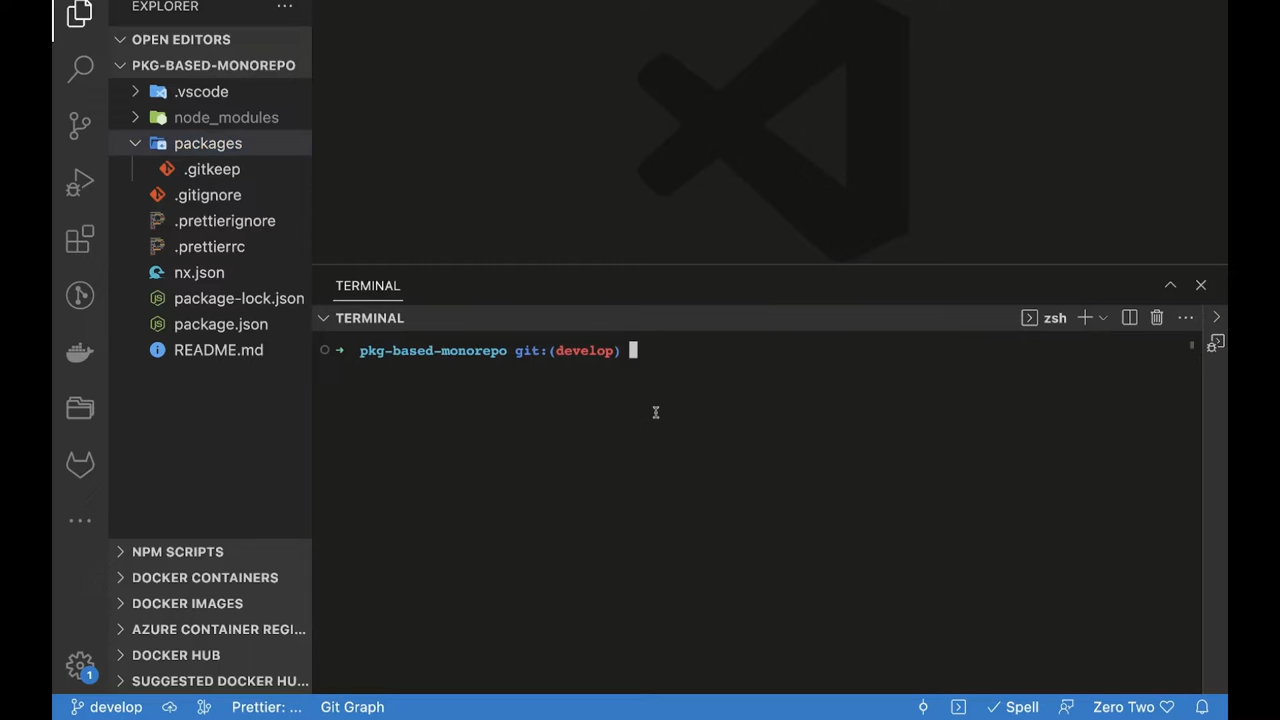 EXPLORER
OPEN EDITORS
PKG-BASED-MONOREPO
.vscode
node_modules
packages
.gitkeep
.gitignore
.prettierignore
.prettierrc
nx.json
package-lock.json
package.json
README.md
NPM SCRIPTS
DOCKER CONTAINERS
DOCKER IMAGES
AZURE CONTAINER REGI...
DOCKER HUB
SUGGESTED DOCKER HU...
TERMINAL
TERMINAL
zsh
pkg-based-monorepo git:(develop)
1
develop
Prettier: ...
Git Graph
Spell
Zero Two